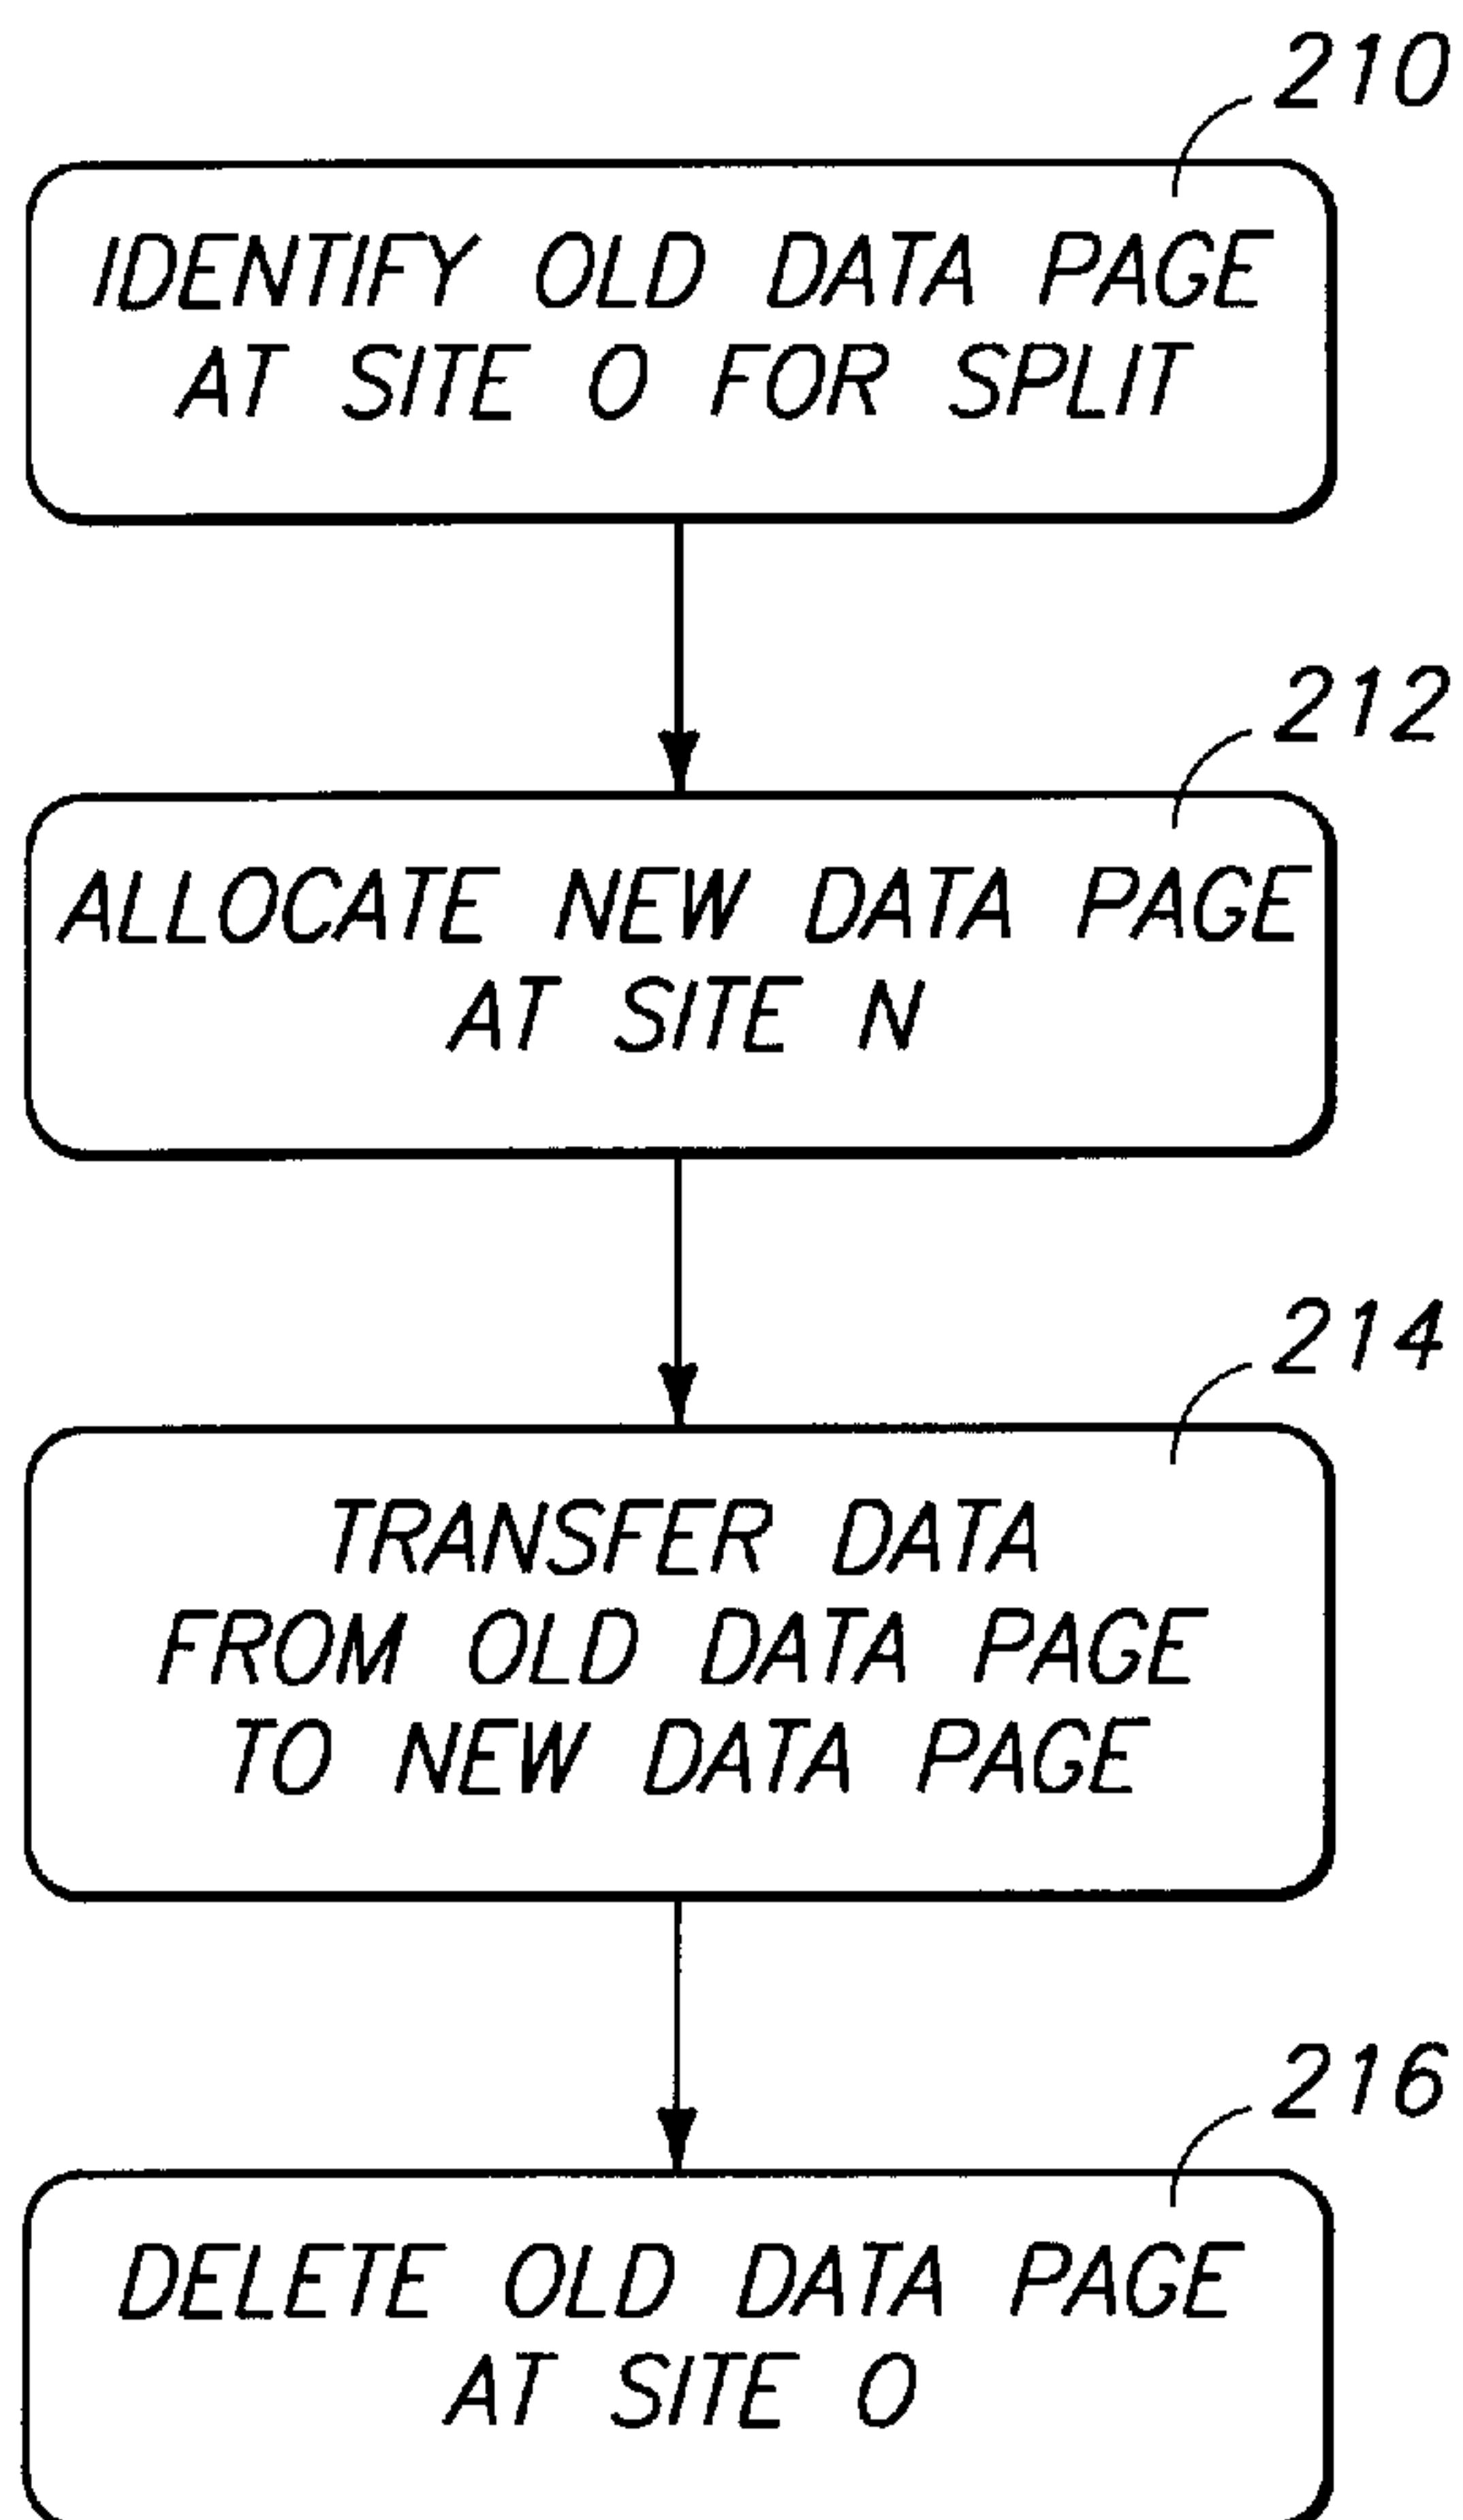 210
IDENTIFY OLD DATA PAGE
AT SITE O FOR SPLIT
212
ALLOCATE NEW DATA PAGE
AT SITE N
214
TRANSFER DATA
FROM OLD DATA PAGE
TO NEW DATA PAGE
216
DELETE OLD DATA PAGE
AT SITE O